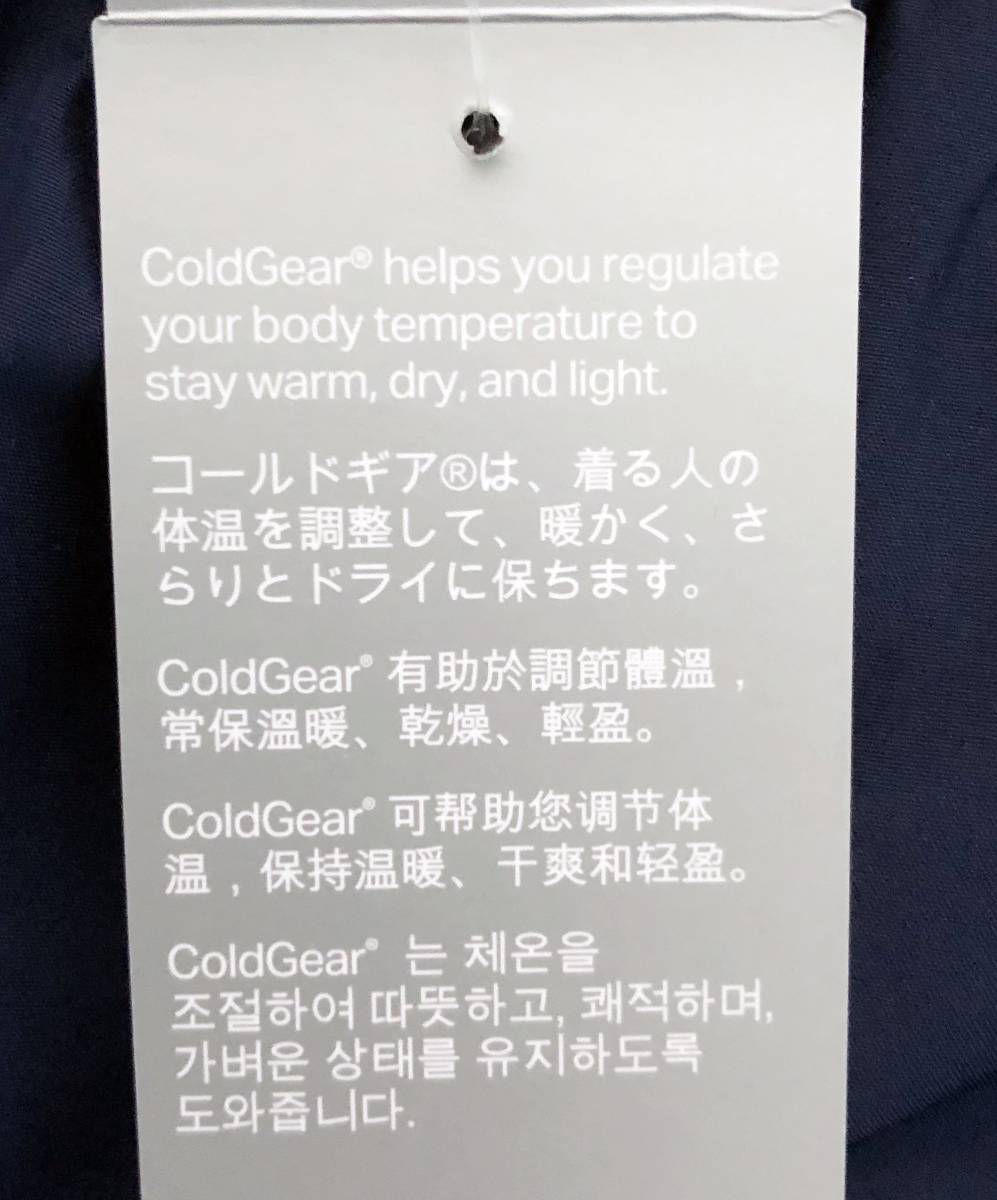 ColdGear® helps you regulate
your body temperature to
stay warm, dry, and light.
コールドギア®は、着る人の
体温を調整して、暖かく、さ
らりとドライに保ちます。
ColdGear® 有助於調節體溫，
常保溫暖、乾燥、輕盈。
ColdGear® 可帮助您调节体
温，保持温暖、干爽和轻盈。
ColdGear® 는 체온을
조절하여 따뜻하고, 쾌적하며,
가벼운 상태를 유지하도록
도와줍니다.